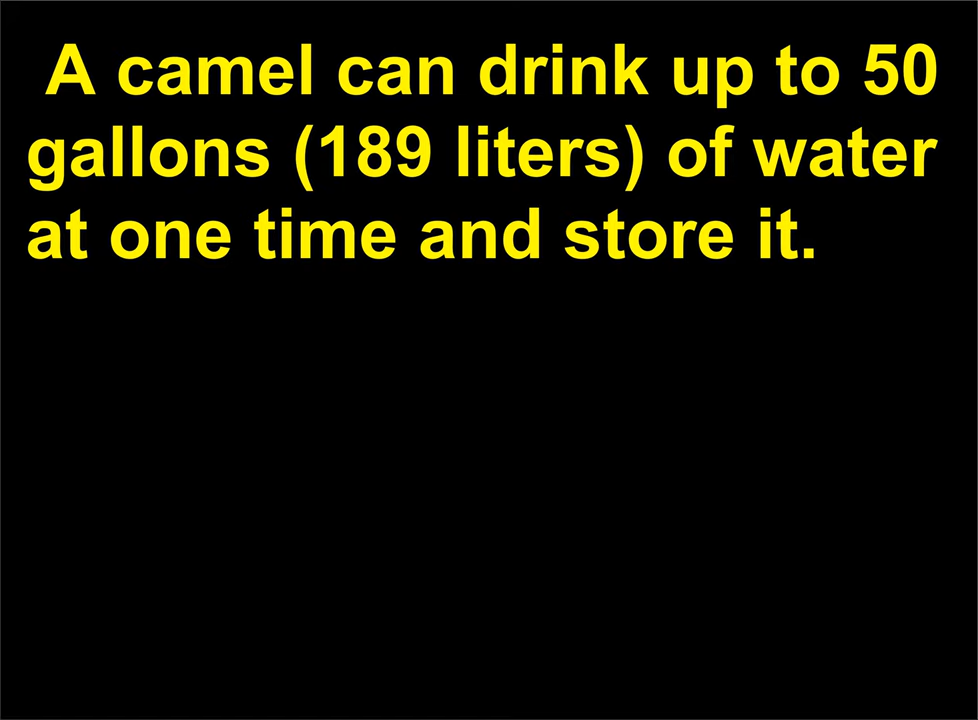 A camel can drink up to 50
gallons (189 liters) of water
at one time and store it.